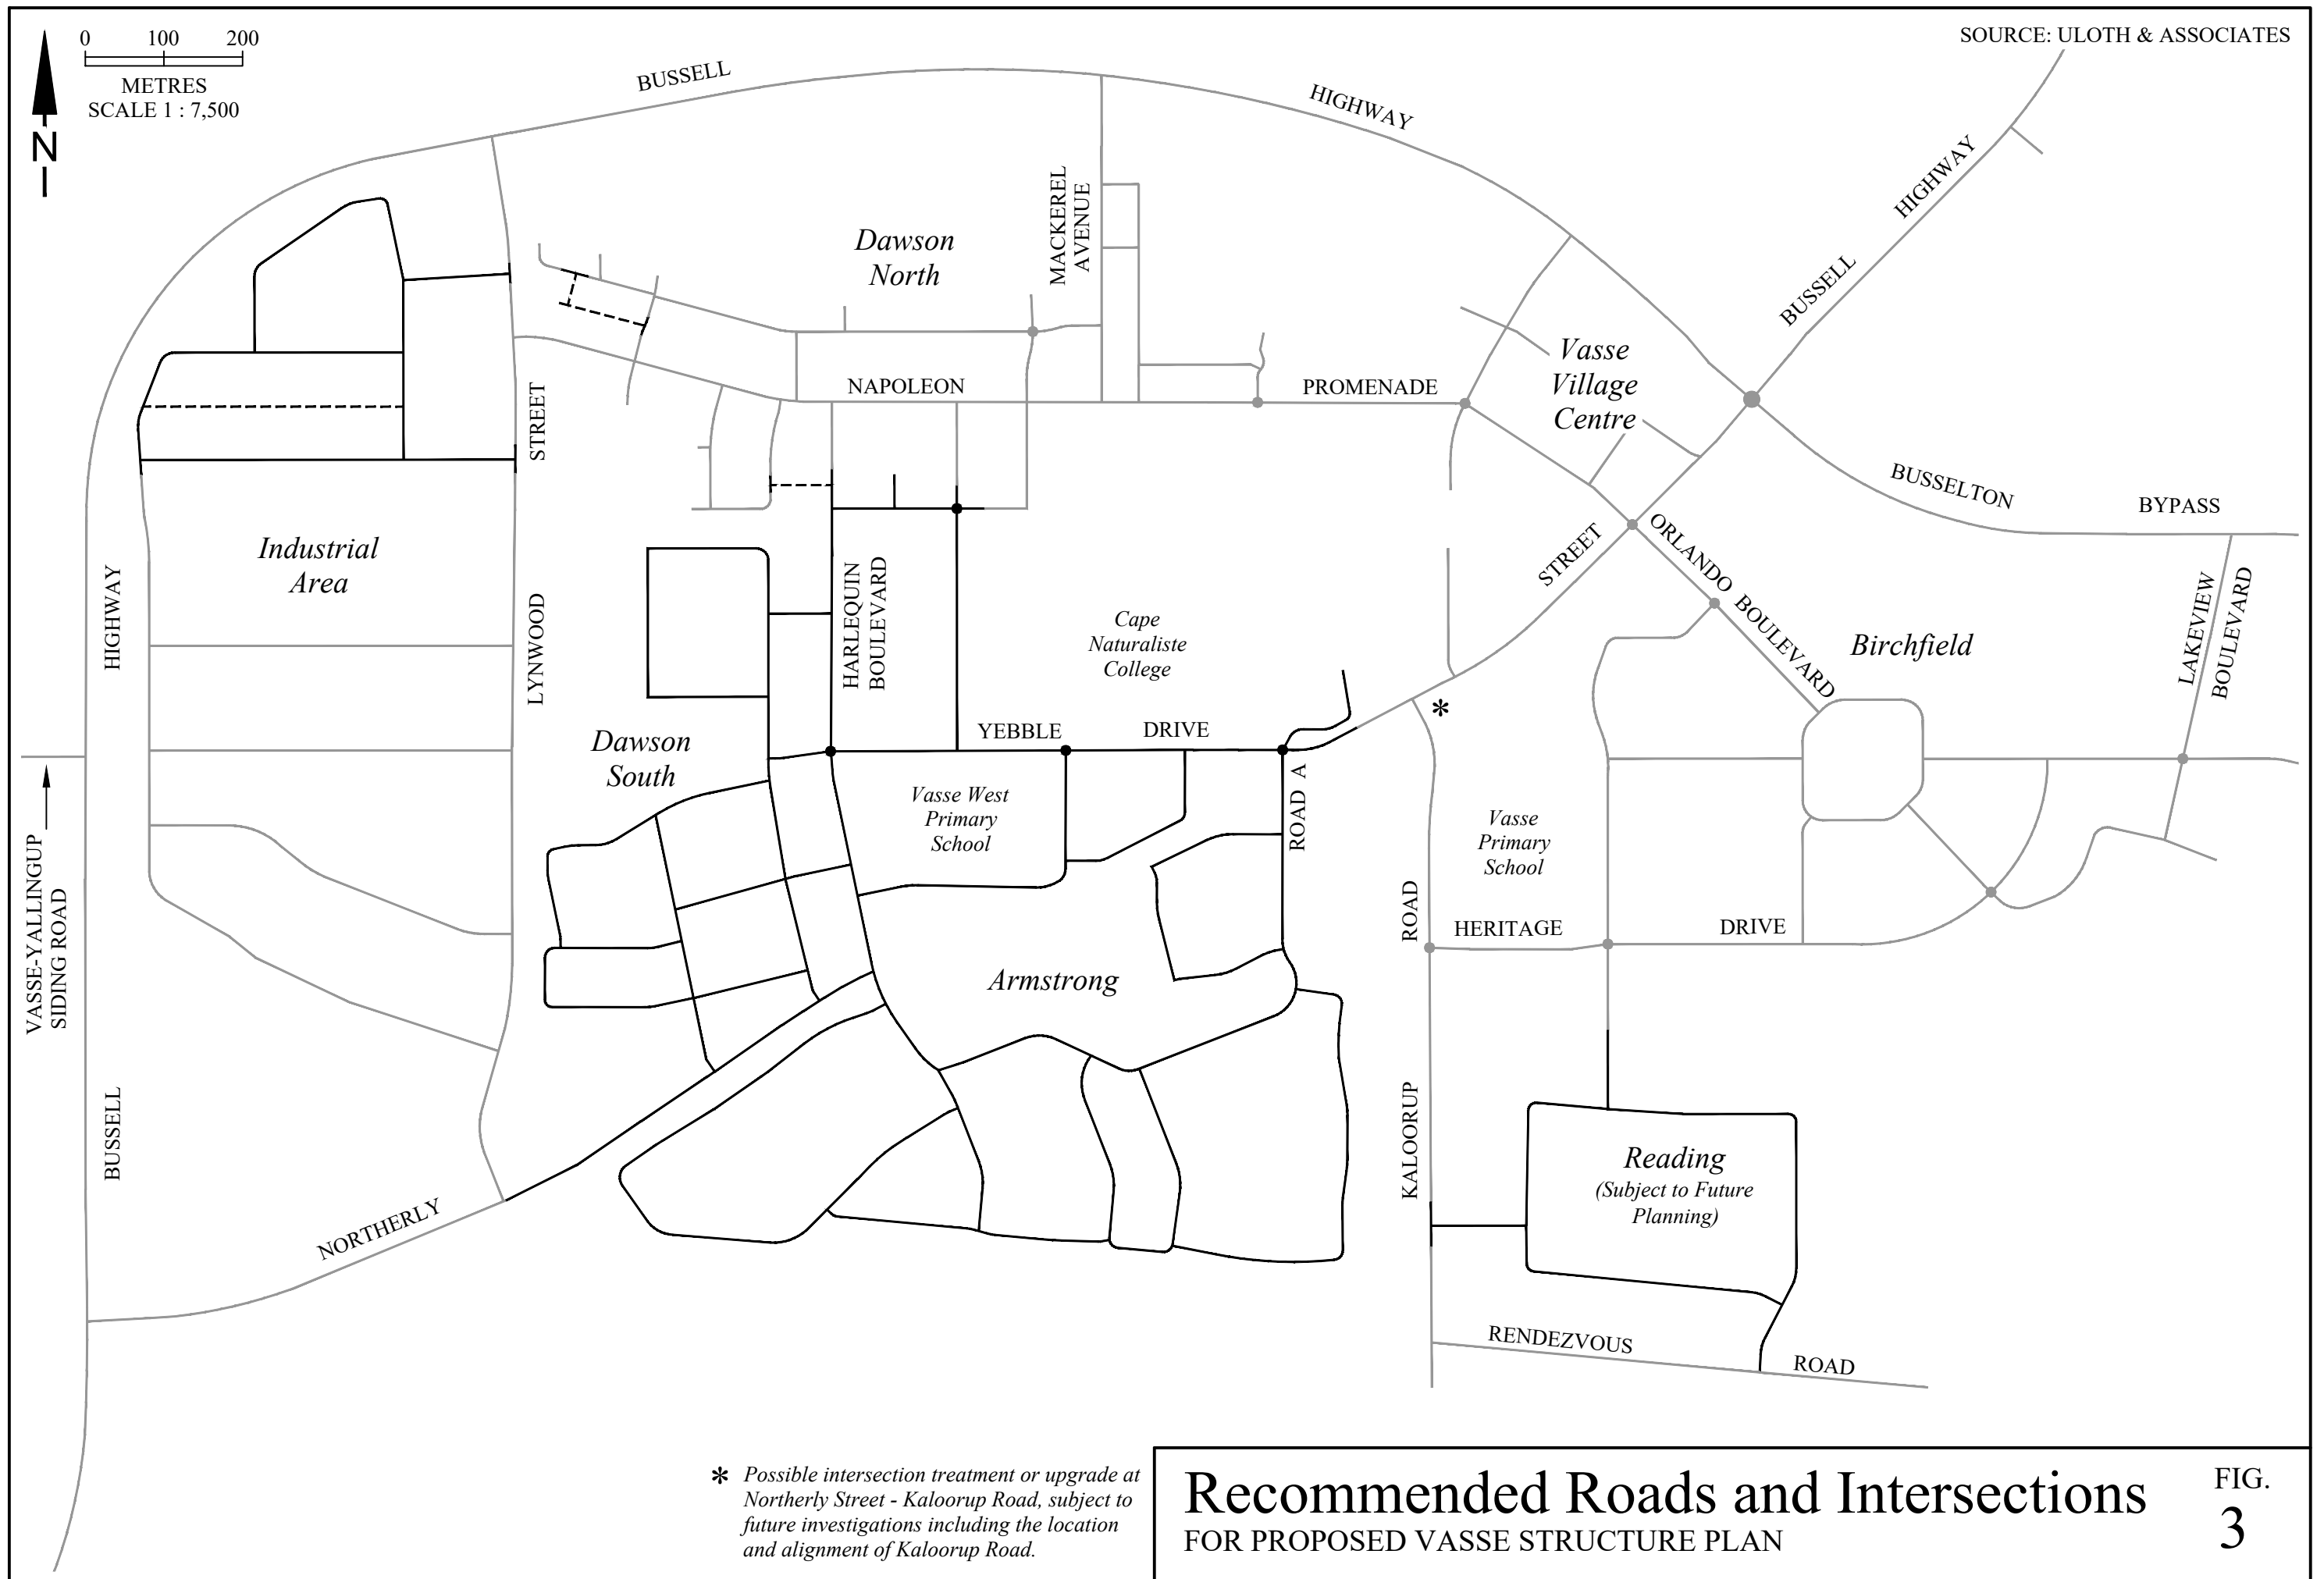 SOURCE: ULOTH & ASSOCIATES
0 100 200
METRES
SCALE 1 : 7,500
N
BUSSELL
HIGHWAY
HIGHWAY
BUSSELL
MACKEREL
AVENUE
Dawson
North
Vasse
Village
Centre
NAPOLEON
PROMENADE
STREET
BUSSELTON
BYPASS
Industrial
Area
HIGHWAY
LYNWOOD
HARLEQUIN
BOULEVARD
STREET
ORLANDO BOULEVARD
Birchfield
LAKEVIEW
BOULEVARD
Cape
Naturaliste
College
*
YEBBLE
DRIVE
Dawson
South
ROAD A
Vasse West
Primary
School
Vasse
Primary
School
VASSE-YALLINGUP
SIDING ROAD
ROAD
HERITAGE
DRIVE
Armstrong
BUSSELL
KALOORUP
Reading
(Subject to Future
Planning)
NORTHERLY
RENDEZVOUS
ROAD
* Possible intersection treatment or upgrade at
Northerly Street - Kaloorup Road, subject to
future investigations including the location
and alignment of Kaloorup Road.
Recommended Roads and Intersections
FOR PROPOSED VASSE STRUCTURE PLAN
FIG.
3